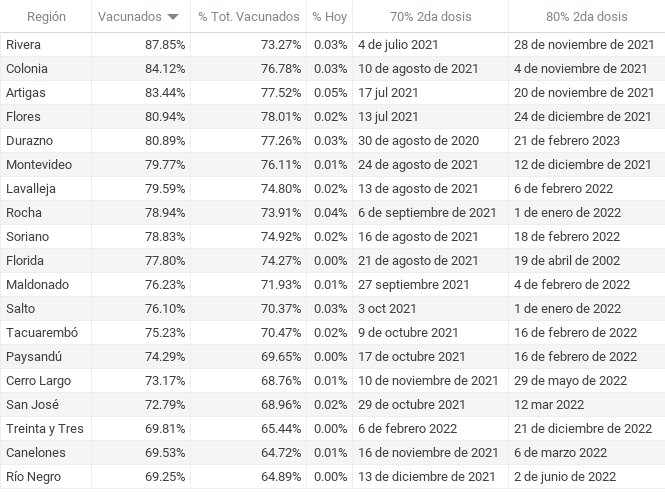 Región Vacunados % Tot. Vacunados % Hoy 70% 2da dosis 80% 2da dosis
Rivera 87.85% 73.27% 0.03% 4 de julio 2021 28 de noviembre de 2021
Colonia 84.12% 76.78% 0.03% 10 de agosto de 2021 4 de noviembre de 2021
Artigas 83.44% 77.52% 0.05% 17 jul 2021 20 de noviembre de 2021
Flores 80.94% 78.01% 0.02% 13 jul 2021 24 de diciembre de 2021
Durazno 80.89% 77.26% 0.03% 30 de agosto de 2020 21 de febrero 2023
Montevideo 79.77% 76.11% 0.01% 24 de agosto de 2021 12 de diciembre de 2021
Lavalleja 79.59% 74.80% 0.02% 13 de agosto de 2021 6 de febrero 2022
Rocha 78.94% 73.91% 0.04% 6 de septiembre de 2021 1 de enero de 2022
Soriano 78.83% 74.92% 0.02% 16 de agosto de 2021 18 de febrero de 2022
Florida 77.80% 74.27% 0.00% 21 de agosto de 2021 19 de abril de 2002
Maldonado 76.23% 71.93% 0.01% 27 septiembre 2021 4 de febrero de 2022
Salto 76.10% 70.37% 0.03% 3 oct 2021 1 de enero de 2022
Tacuarembó 75.23% 70.47% 0.02% 9 de octubre 2021 16 de febrero de 2022
Paysandú 74.29% 69.65% 0.00% 17 de octubre 2021 16 de febrero de 2022
Cerro Largo 73.17% 68.76% 0.01% 10 de noviembre de 2021 29 de mayo de 2022
San José 72.79% 68.96% 0.02% 29 de octubre 2021 12 mar 2022
Treinta y Tres 69.81% 65.44% 0.00% 6 de febrero de 2022 21 de diciembre de 2022
Canelones 69.53% 64.72% 0.01% 16 de noviembre de 2021 6 de marzo de 2022
Río Negro 69.25% 64.89% 0.00% 13 de diciembre de 2021 2 de junio de 2022